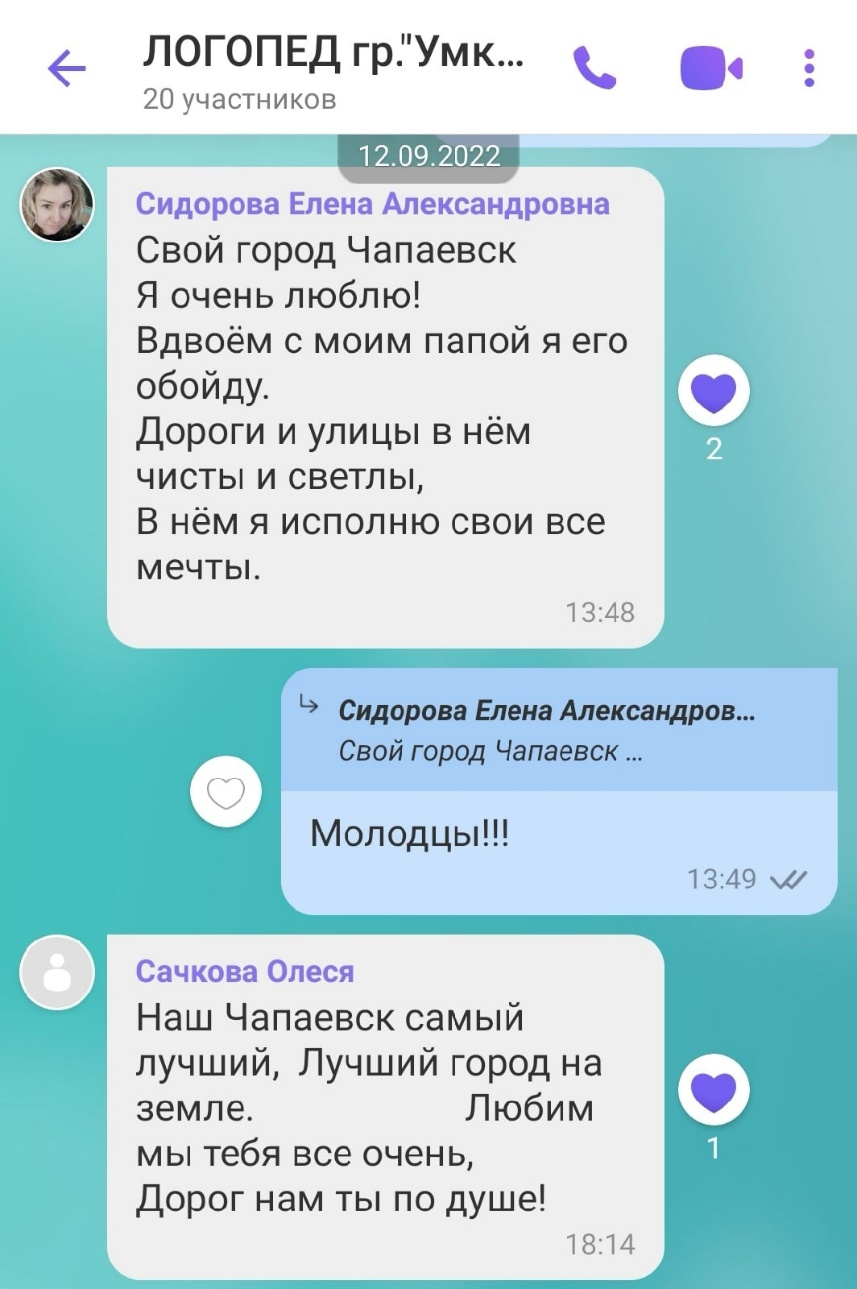 ЛОГОПЕД гр."Умк...
20 участников
12.09.2022
Сидорова Елена Александровна
Свой город Чапаевск
Я очень люблю!
Вдвоём с моим папой я его
обойду.
Дороги и улицы в нём
чисты и светлы,
В нём я исполню свои все
мечты.
13:48
2
Сидорова Елена Александров...
Свой город Чапаевск ...
Молодцы!!!
13:49
Сачкова Олеся
Наш Чапаевск самый
лучший, Лучший город на
земле. Любим
мы тебя все очень,
Дорог нам ты по душе!
18:14
1